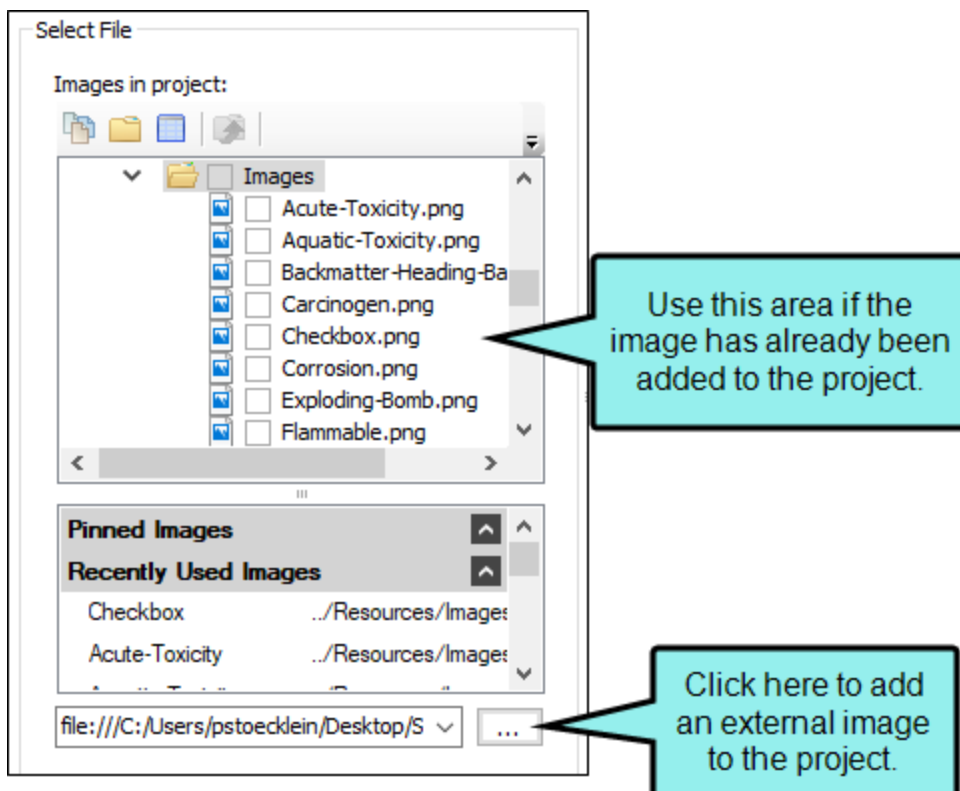 Select File
Images in project:
Images
Acute-Toxicity.png
Aquatic-Toxicity.png
Backmatter-Heading-Ba
Carcinogen.png
Checkbox.png
Corrosion.png
Exploding-Bomb.png
Flammable.png
Use this area if the
image has already been
added to the project.
Pinned Images
Recently Used Images
Checkbox ../Resources/Images
Acute-Toxicity ../Resources/Images
file:///C:/Users/pstoecklein/Desktop/S ...
Click here to add
an external image
to the project.